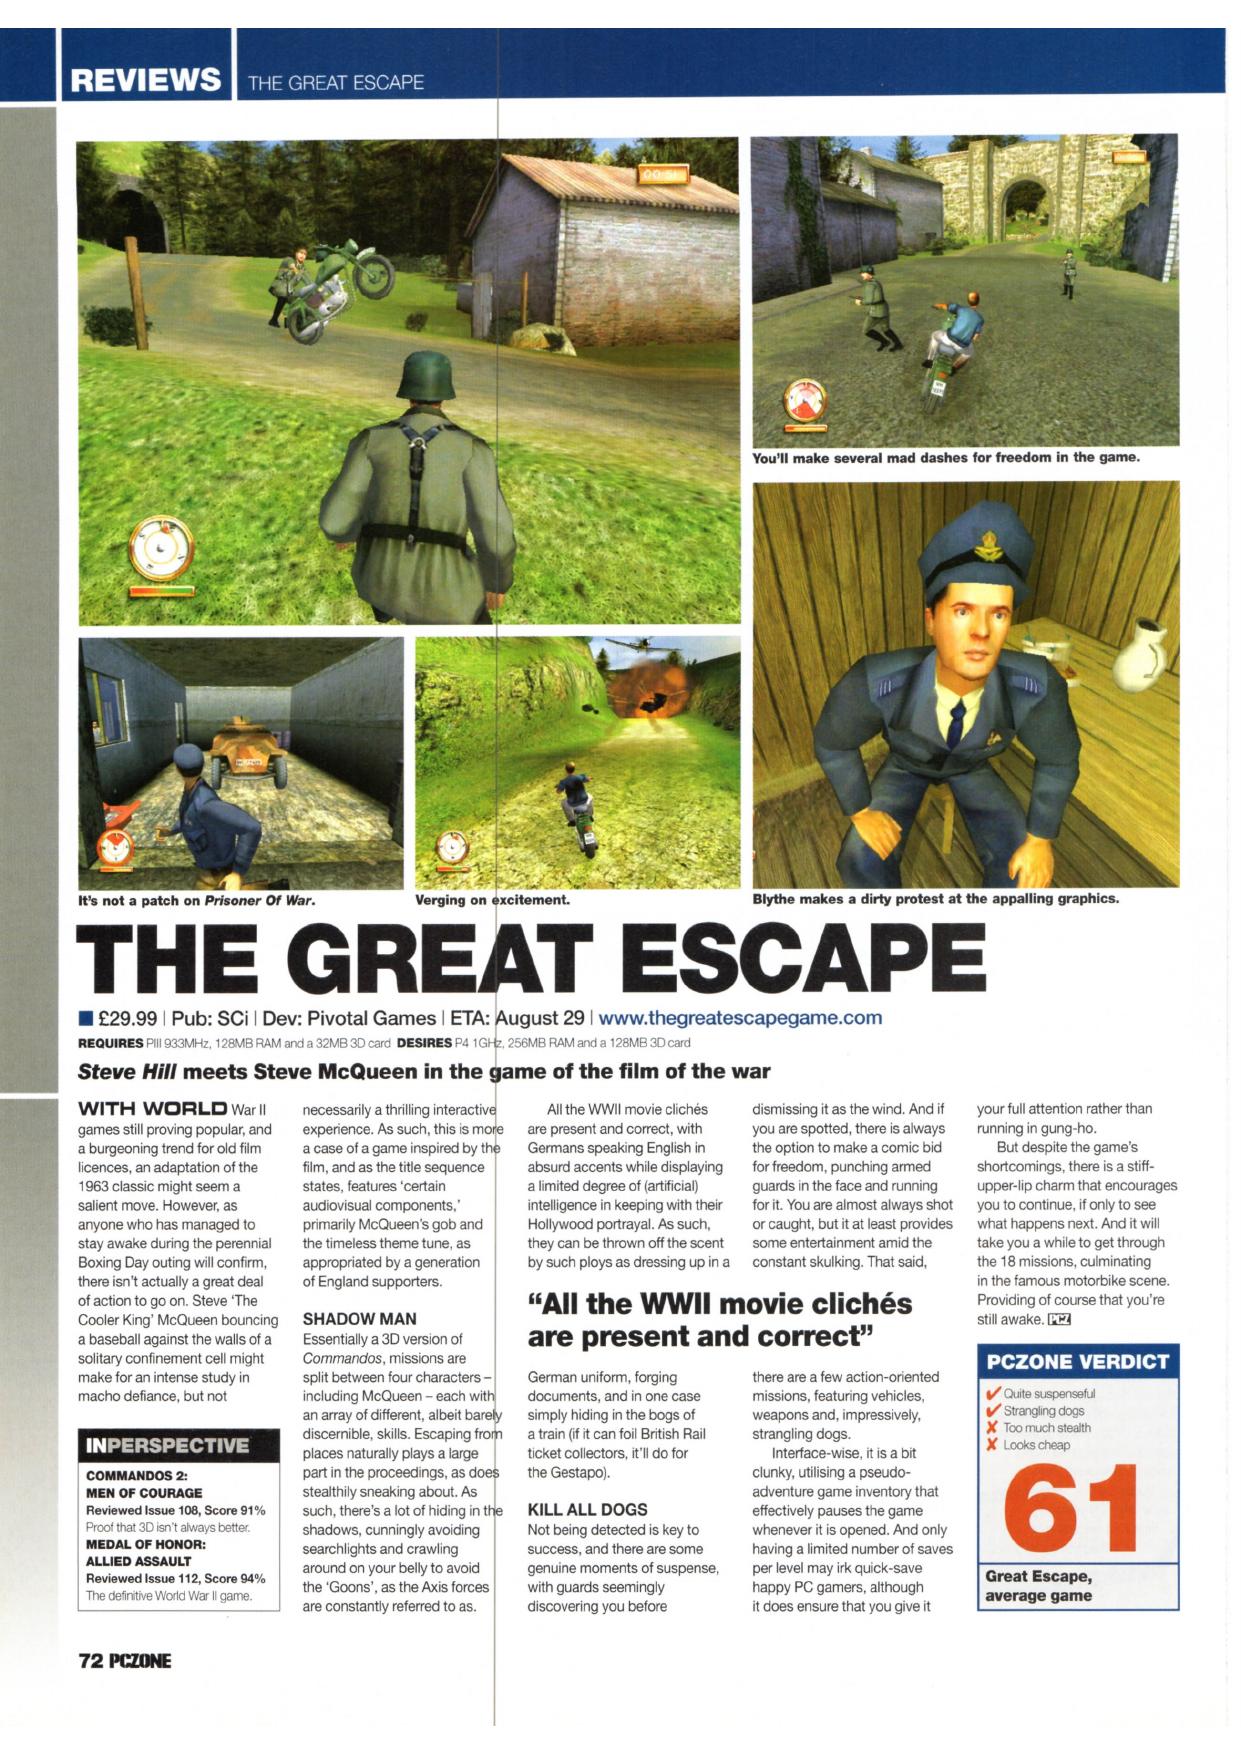 REVIEWS
THE GREAT ESCAPE
00:51
You'll make several mad dashes for freedom in the game.
It's not a patch on Prisoner Of War.
Verging on excitement.
Blythe makes a dirty protest at the appalling graphics.
THE GREAT ESCAPE
£29.99 | Pub: SCi | Dev: Pivotal Games | ETA: August 29 | www.thegreatescapegame.com
REQUIRES PIII 933MHz, 128MB RAM and a 32MB 3D card DESIRES P4 1GHz, 256MB RAM and a 128MB 3D card
Steve Hill meets Steve McQueen in the game of the film of the war
WITH WORLD War II
games still proving popular, and
a burgeoning trend for old film
licences, an adaptation of the
1963 classic might seem a
salient move. However, as
anyone who has managed to
stay awake during the perennial
Boxing Day outing will confirm,
there isn't actually a great deal
of action to go on. Steve 'The
Cooler King' McQueen bouncing
a baseball against the walls of a
solitary confinement cell might
make for an intense study in
macho defiance, but not
necessarily a thrilling interactive
experience. As such, this is more
a case of a game inspired by the
film, and as the title sequence
states, features 'certain
audiovisual components,'
primarily McQueen's gob and
the timeless theme tune, as
appropriated by a generation
of England supporters.
SHADOW MAN
Essentially a 3D version of
Commandos, missions are
split between four characters –
including McQueen – each with
an array of different, albeit barely
discernible, skills. Escaping from
places naturally plays a large
part in the proceedings, as does
stealthily sneaking about. As
such, there's a lot of hiding in the
shadows, cunningly avoiding
searchlights and crawling
around on your belly to avoid
the 'Goons', as the Axis forces
are constantly referred to as.
All the WWII movie clichés
are present and correct, with
Germans speaking English in
absurd accents while displaying
a limited degree of (artificial)
intelligence in keeping with their
Hollywood portrayal. As such,
they can be thrown off the scent
by such ploys as dressing up in a
"All the WWII movie clichés
are present and correct"
German uniform, forging
documents, and in one case
simply hiding in the bogs of
a train (if it can foil British Rail
ticket collectors, it'll do for
the Gestapo).
KILL ALL DOGS
Not being detected is key to
success, and there are some
genuine moments of suspense,
with guards seemingly
discovering you before
dismissing it as the wind. And if
you are spotted, there is always
the option to make a comic bid
for freedom, punching armed
guards in the face and running
for it. You are almost always shot
or caught, but it at least provides
some entertainment amid the
constant skulking. That said,
there are a few action-oriented
missions, featuring vehicles,
weapons and, impressively,
strangling dogs.
Interface-wise, it is a bit
clunky, utilising a pseudo-
adventure game inventory that
effectively pauses the game
whenever it is opened. And only
having a limited number of saves
per level may irk quick-save
happy PC gamers, although
it does ensure that you give it
your full attention rather than
running in gung-ho.
But despite the game's
shortcomings, there is a stiff-
upper-lip charm that encourages
you to continue, if only to see
what happens next. And it will
take you a while to get through
the 18 missions, culminating
in the famous motorbike scene.
Providing of course that you're
still awake. PCZ
INPERSPECTIVE
COMMANDOS 2:
MEN OF COURAGE
Reviewed Issue 108, Score 91%
Proof that 3D isn't always better.
MEDAL OF HONOR:
ALLIED ASSAULT
Reviewed Issue 112, Score 94%
The definitive World War II game.
PCZONE VERDICT
Quite suspenseful
Strangling dogs
Too much stealth
Looks cheap
61
Great Escape,
average game
72 PCZONE